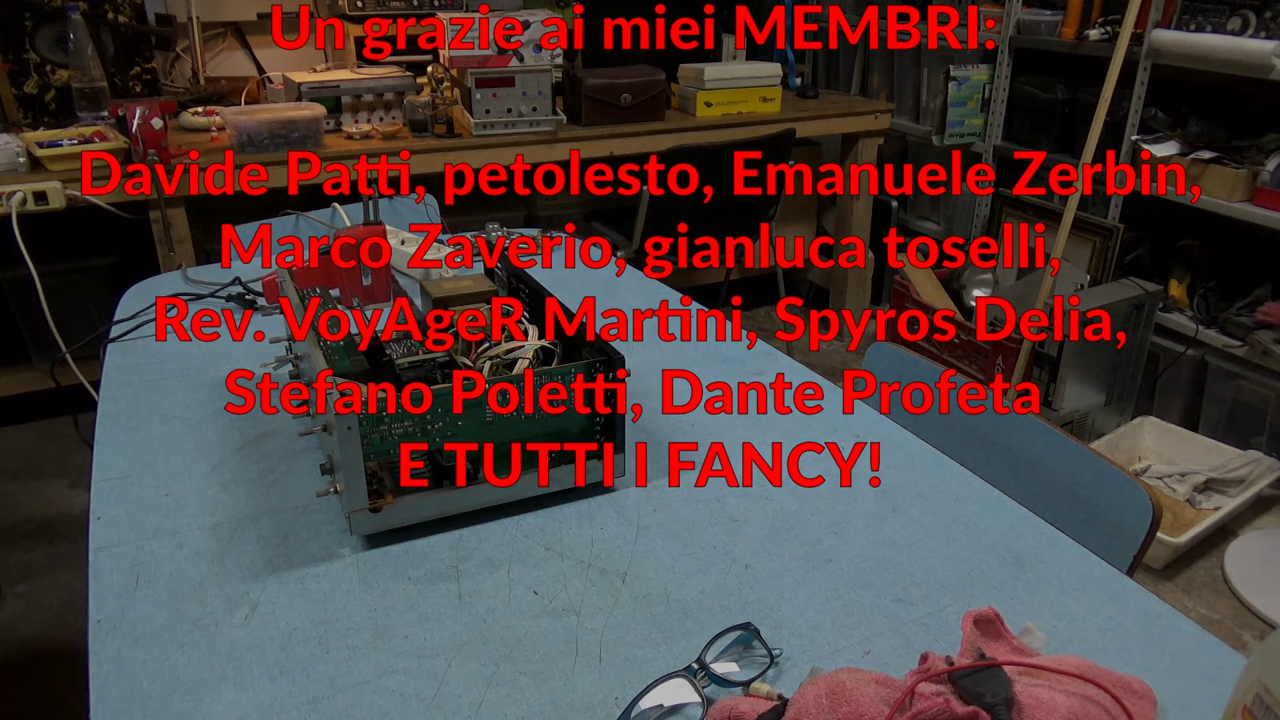 Un grazie ai miei MEMBRI:
Davide Patti, petolesto, Emanuele Zerbin,
Marco Zaverio, gianluca toselli,
Rev. VoyAgeR Martini, Spyros Delia,
Stefano Poletti, Dante Profeta
E TUTTI I FANCY!